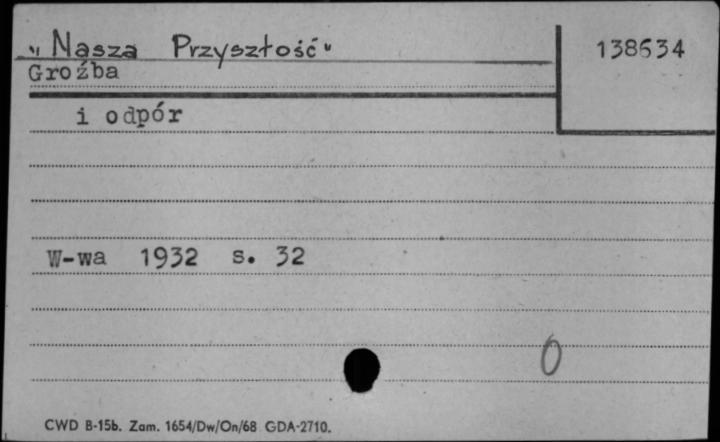 "Nasza Przyszłość"
138634
Groźba
i odpór
W-wa 1932 s. 32
0
CWD B-15b. Zam. 1654/Dw/On/68 GDA-2710.